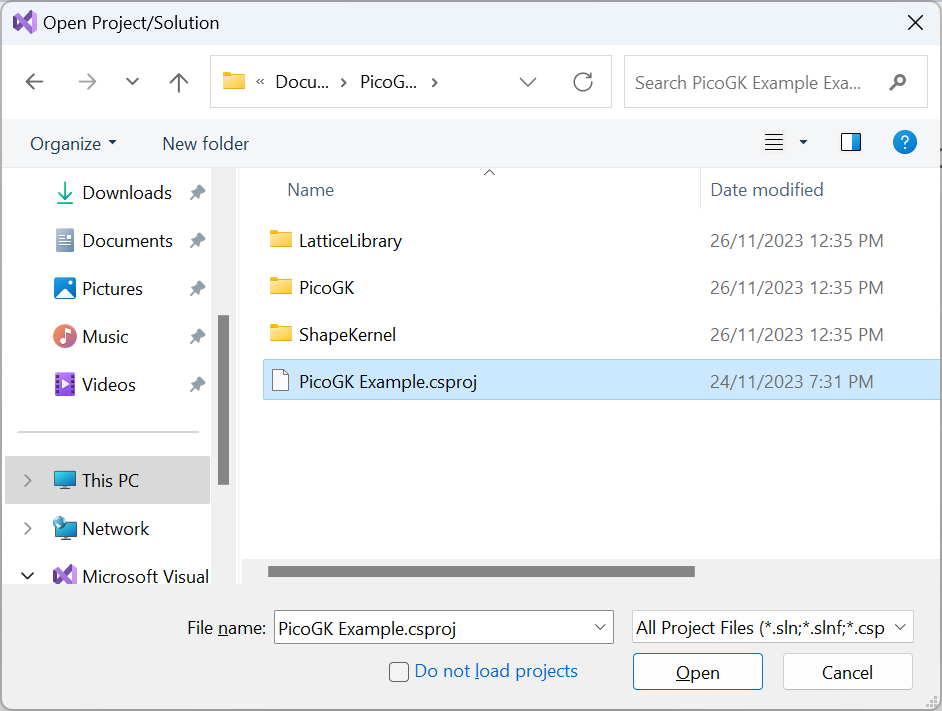 Open Project/Solution
« Docu... › PicoG... › Search PicoGK Example Exa...
Organize New folder ?
Name Date modified
Downloads
Documents
Pictures
Music
Videos
This PC
Network
Microsoft Visual
LatticeLibrary 26/11/2023 12:35 PM
PicoGK 26/11/2023 12:35 PM
ShapeKernel 26/11/2023 12:35 PM
PicoGK Example.csproj 24/11/2023 7:31 PM
File name: PicoGK Example.csproj All Project Files (*.sln;*.slnf;*.csp
Do not load projects Open Cancel